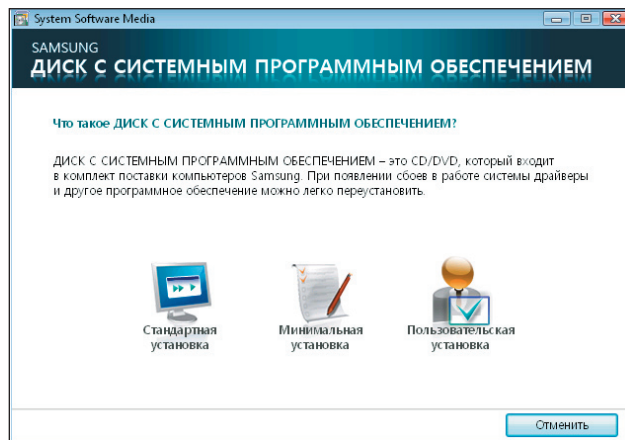 System Software Media
SAMSUNG
ДИСК С СИСТЕМНЫМ ПРОГРАММНЫМ ОБЕСПЕЧЕНИЕМ
Что такое ДИСК С СИСТЕМНЫМ ПРОГРАММНЫМ ОБЕСПЕЧЕНИЕМ?
ДИСК С СИСТЕМНЫМ ПРОГРАММНЫМ ОБЕСПЕЧЕНИЕМ – это CD/DVD, который входит
в комплект поставки компьютеров Samsung. При появлении сбоев в работе системы драйверы
и другое программное обеспечение можно легко переустановить.
Стандартная
установка
Минимальная
установка
Пользовательская
установка
Отменить